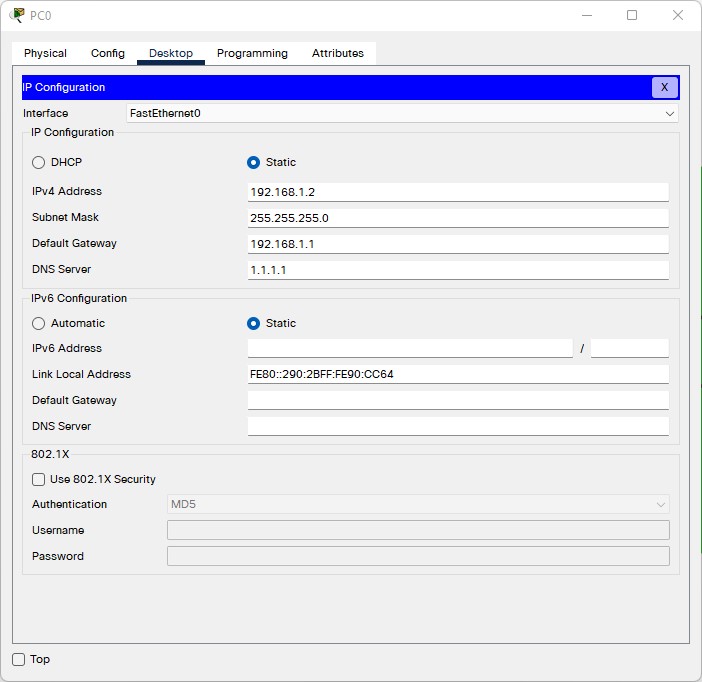 PC0
Physical Config Desktop Programming Attributes
IP Configuration X
Interface FastEthernet0
IP Configuration
DHCP Static
IPv4 Address 192.168.1.2
Subnet Mask 255.255.255.0
Default Gateway 192.168.1.1
DNS Server 1.1.1.1
IPv6 Configuration
Automatic Static
IPv6 Address /
Link Local Address FE80::290:2BFF:FE90:CC64
Default Gateway
DNS Server
802.1X
Use 802.1X Security
Authentication MD5
Username
Password
Top